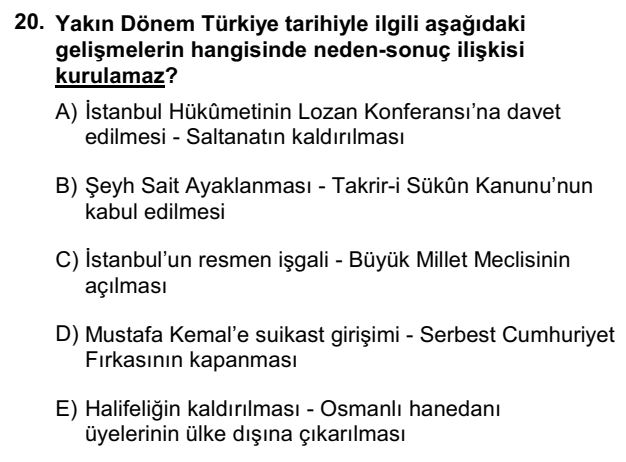 20. Yakın Dönem Türkiye tarihiyle ilgili aşağıdaki
gelişmelerin hangisinde neden-sonuç ilişkisi
kurulamaz?
A) İstanbul Hükûmetinin Lozan Konferansı’na davet
edilmesi - Saltanatın kaldırılması
B) Şeyh Sait Ayaklanması - Takrir-i Sükûn Kanunu’nun
kabul edilmesi
C) İstanbul’un resmen işgali - Büyük Millet Meclisinin
açılması
D) Mustafa Kemal’e suikast girişimi - Serbest Cumhuriyet
Fırkasının kapanması
E) Halifeliğin kaldırılması - Osmanlı hanedanı
üyelerinin ülke dışına çıkarılması